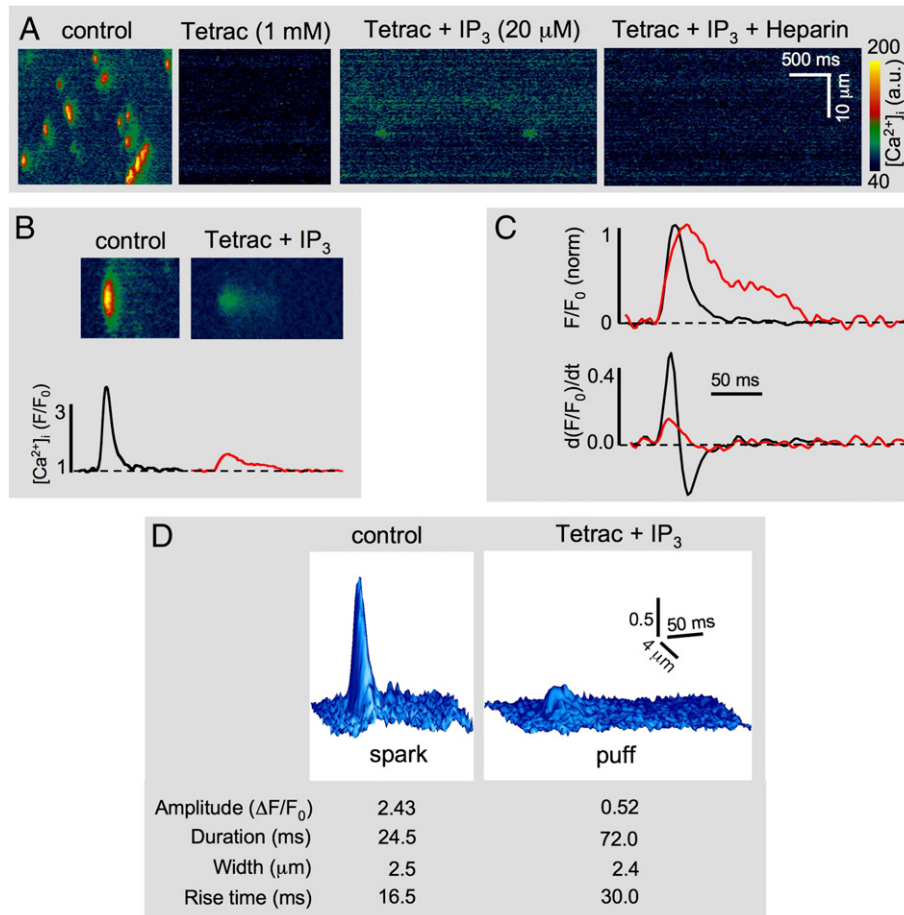 A
control
Tetrac (1 mM)
Tetrac + IP₃ (20 μM)
Tetrac + IP₃ + Heparin
500 ms
10 μm
200
[Ca²⁺]ᵢ (a.u.)
40
B
control
Tetrac + IP₃
[Ca²⁺]ᵢ (F/F₀)
3
1
C
F/F₀ (norm)
1
0
d(F/F₀)/dt
0.4
0.0
50 ms
D
control
Tetrac + IP₃
0.5
50 ms
4 μm
spark
puff
Amplitude (ΔF/F₀) 2.43 0.52
Duration (ms) 24.5 72.0
Width (μm) 2.5 2.4
Rise time (ms) 16.5 30.0